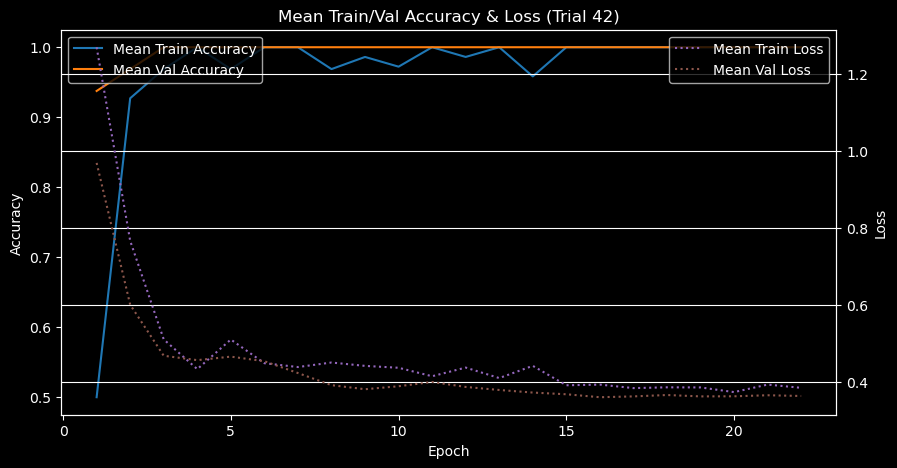 Mean Train/Val Accuracy & Loss (Trial 42)
Mean Train Accuracy
Mean Val Accuracy
Mean Train Loss
Mean Val Loss
1.0
0.9
0.8
0.7
0.6
0.5
Accuracy
1.2
1.0
0.8
0.6
0.4
Loss
0
5
10
15
20
Epoch